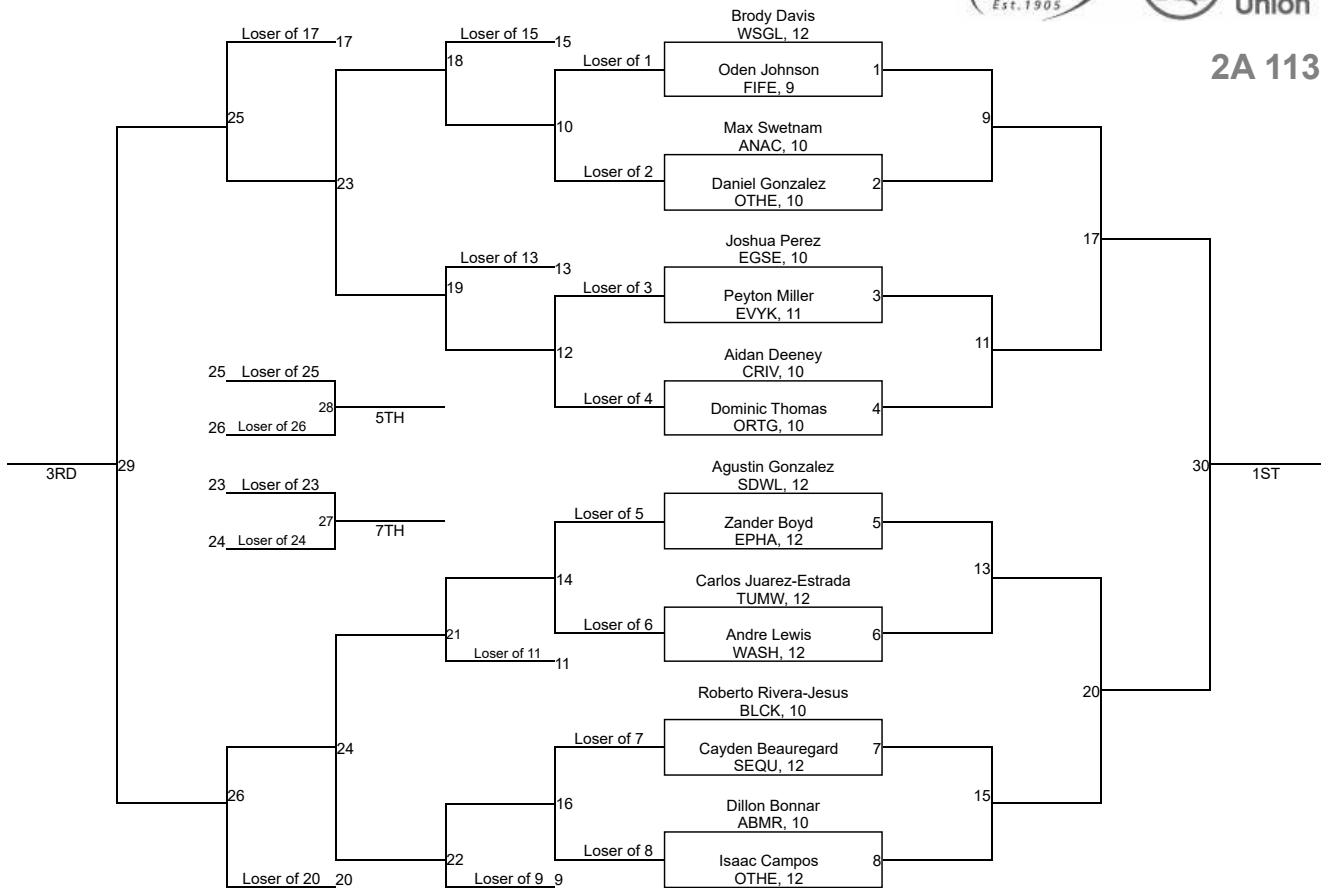 Est. 1905
Union
2A 113
Loser of 17
17
Loser of 15
15
18
Loser of 1
Brody Davis
WSGL, 12
Oden Johnson
FIFE, 9
1
25
10
9
Max Swetnam
ANAC, 10
Loser of 2
Daniel Gonzalez
OTHE, 10
2
23
Joshua Perez
EGSE, 10
17
Loser of 13
13
19
Loser of 3
Peyton Miller
EVYK, 11
3
12
11
Aidan Deeney
CRIV, 10
25
Loser of 25
Loser of 4
Dominic Thomas
ORTG, 10
4
28
5TH
26
Loser of 26
3RD
29
30
1ST
Agustin Gonzalez
SDWL, 12
23
Loser of 23
Loser of 5
Zander Boyd
EPHA, 12
5
27
7TH
24
Loser of 24
14
13
Carlos Juarez-Estrada
TUMW, 12
Loser of 6
Andre Lewis
WASH, 12
6
21
Loser of 11
11
20
Roberto Rivera-Jesus
BLCK, 10
Loser of 7
Cayden Beauregard
SEQU, 12
7
24
26
16
15
Dillon Bonnar
ABMR, 10
22
Loser of 8
Isaac Campos
OTHE, 12
8
Loser of 20
20
Loser of 9
9